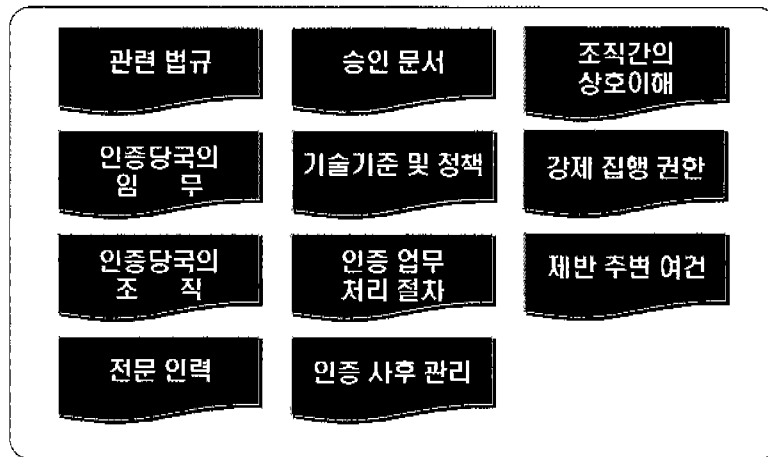 관련 법규
승인 문서
조직간의
상호이해
인증당국의
임 무
기술기준 및 정책
강제 집행 권한
인증당국의
조 직
인증 업무
처리 절차
제반 주변 여건
전문 인력
인증 사후 관리